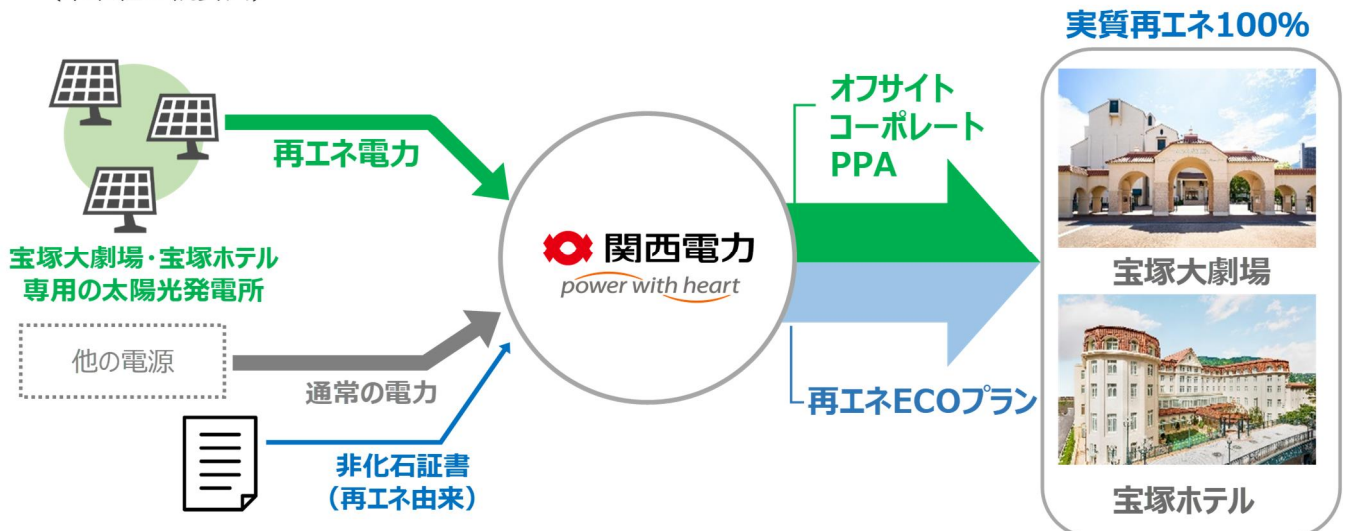 実質再エネ100%
オフサイト
コーポレート
PPA
再エネ電力
宝塚大劇場・宝塚ホテル
専用の太陽光発電所
関西電力
power with heart
宝塚大劇場
他の電源
通常の電力
再エネECOプラン
非化石証書
（再エネ由来）
宝塚ホテル